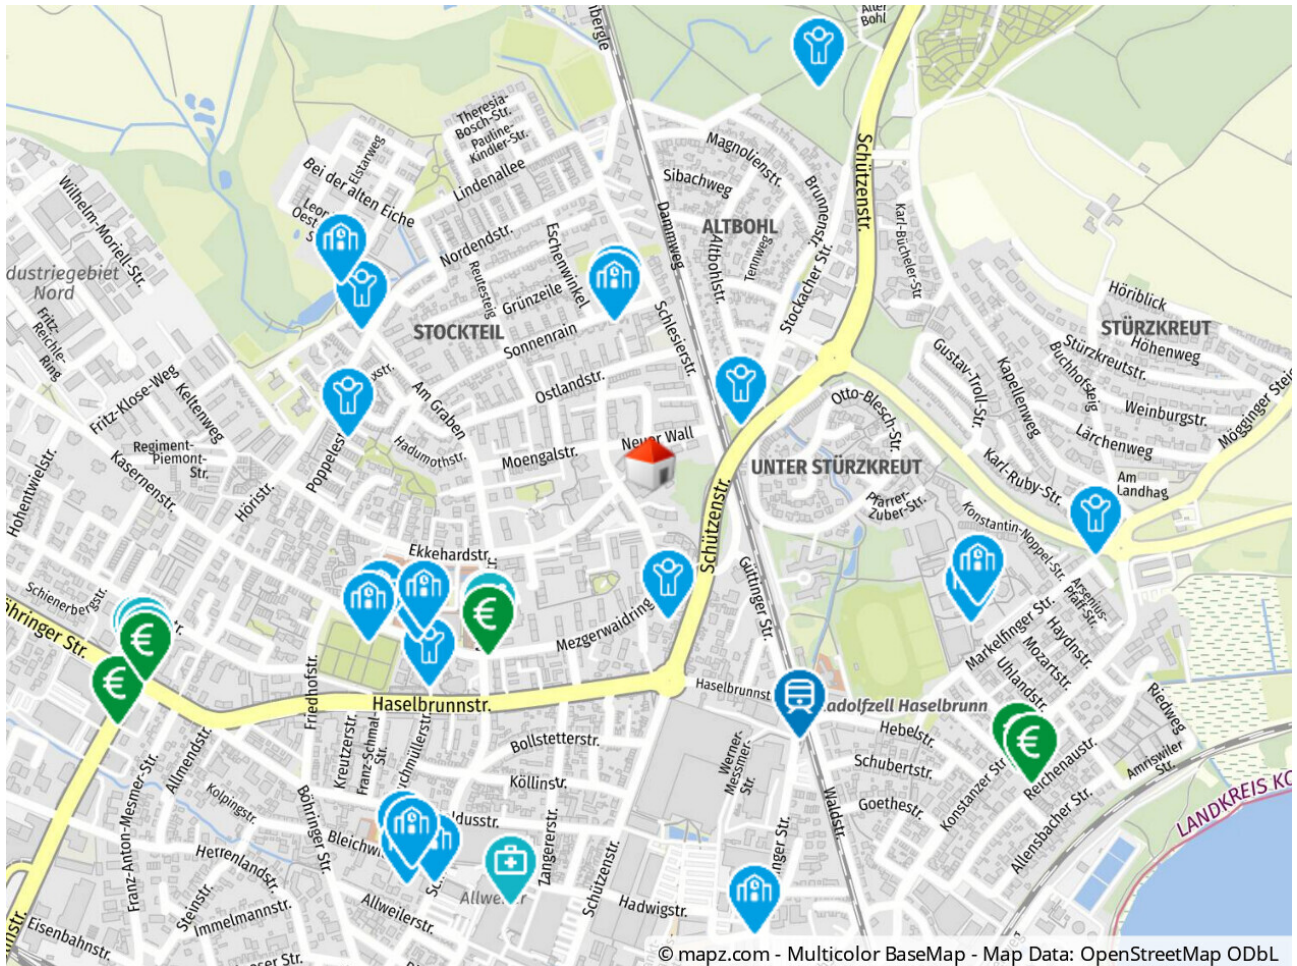 Alter
Bohl
Theresia-
Bosch-Str.
Pauline-
Kindler-Str.
Elstarweg
Bei der alten
Eiche
Lindenallee
Magnolienstr.
Sibachweg
Brunnenstr.
Schützenstr.
Wilhelm-Moriell-Str.
Nordendstr.
Eschenwinkel
Dammweg
ALTBOHL
Altbohlstr.
Tennweg
Stockacher Str.
Karl-Bücheler-Str
dustriegebiet
Nord
Reutesteig
Grünzeile
Höriblick
Fritz-
Reichle-
Ring
STOCKTEIL
Sonnenrain
Schlesierstr.
STÜRZKREUT
Höhenweg
Stürzkreutstr.
Buchhofsteig
Kapellenweg
Gustav-Troll-Str.
Fritz-Klose-Weg
Keltenweg
Am
Graben
Ostlandstr.
Otto-Blesch-Str.
Weinburgstr.
Mögginger Steig
Lärchenweg
Regiment-
Piemont-
Str.
Hadumothstr.
Neuer Wall
Moengalstr.
UNTER STÜRZKREUT
Karl-Ruby-Str.
Am
Landhag
Hohentwielstr.
Kasernenstr.
Höristr.
Pfarrer-
Zuber-Str.
Schützenstr.
Konstantin-Noppel-Str.
Ekkehardstr.
Güttinger Str.
Schienerbergstr.
Arsenius-
Pfaff-Str.
Mezgerwaidring
Markelfinger Str.
Haydnstr.
Mozartstr.
Uhlandstr.
Friedhofstr.
Haselbrunnstr.
Haselbrunnst
adolfzell Haselbrunn
Riedweg
Hebelstr.
Kreutzerstr.
Franz-Schmal-
Str.
Bollstetterstr.
Werner-
Messmer-
Str.
Schubertstr.
Reichenaustr.
Amriswiler
Str.
Allmendstr.
Köllinstr.
Konstanzer Str
Goethestr.
LANDKREIS KO
Franz-Anton-Mesmer-Str.
Kolpingstr.
Böhringer Str.
Waldstr.
Allensbacher Str.
Zangererstr.
Herrenlandstr.
Steinstr.
Schützenstr.
Allweilerstr.
Hadwigstr.
Immelmannstr.
Eisenbahnstr.
© mapz.com - Multicolor BaseMap - Map Data: OpenStreetMap ODbL